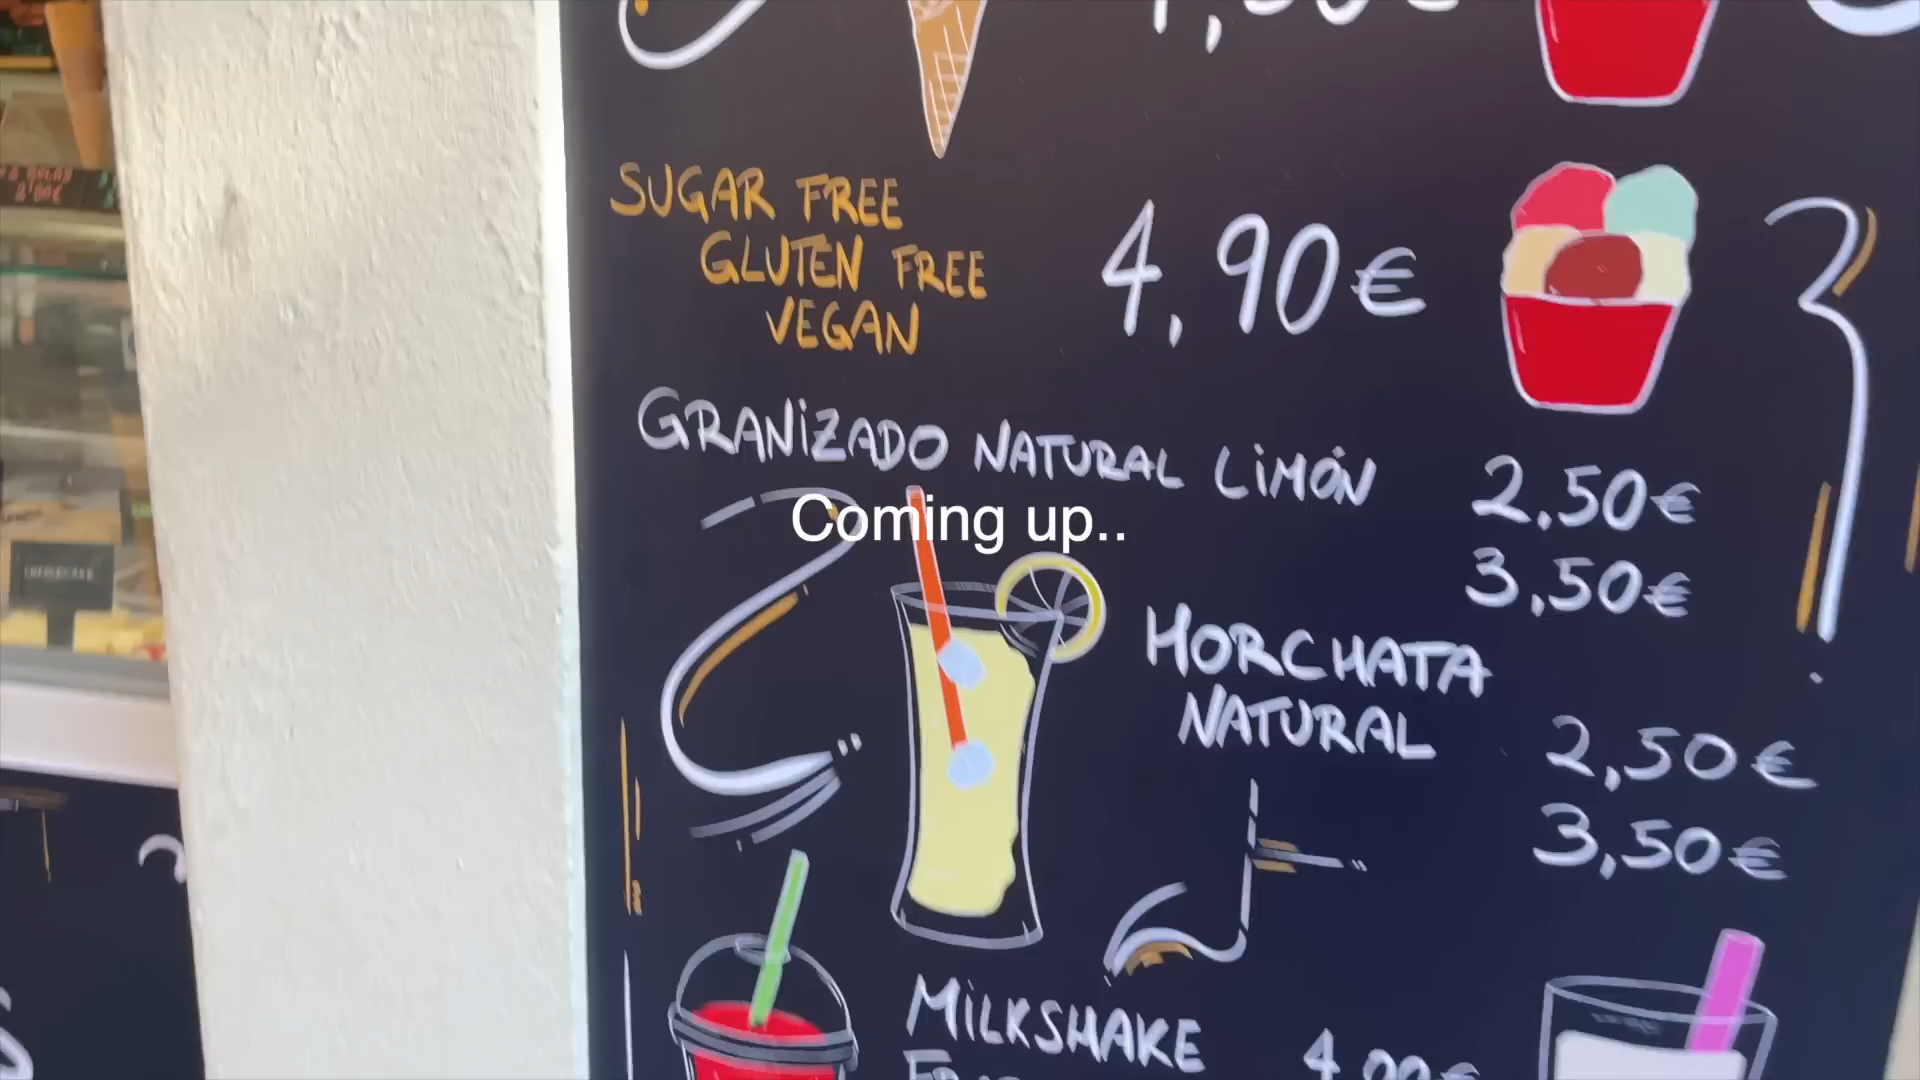 SUGAR FREE
GLUTEN FREE
VEGAN
4,90€
GRANiZADO NATURAL LiMÓN
2,50€
3,50€
Coming up..
HORCHATA
NATURAL
2,50€
3,50€
MiLKSHAKE